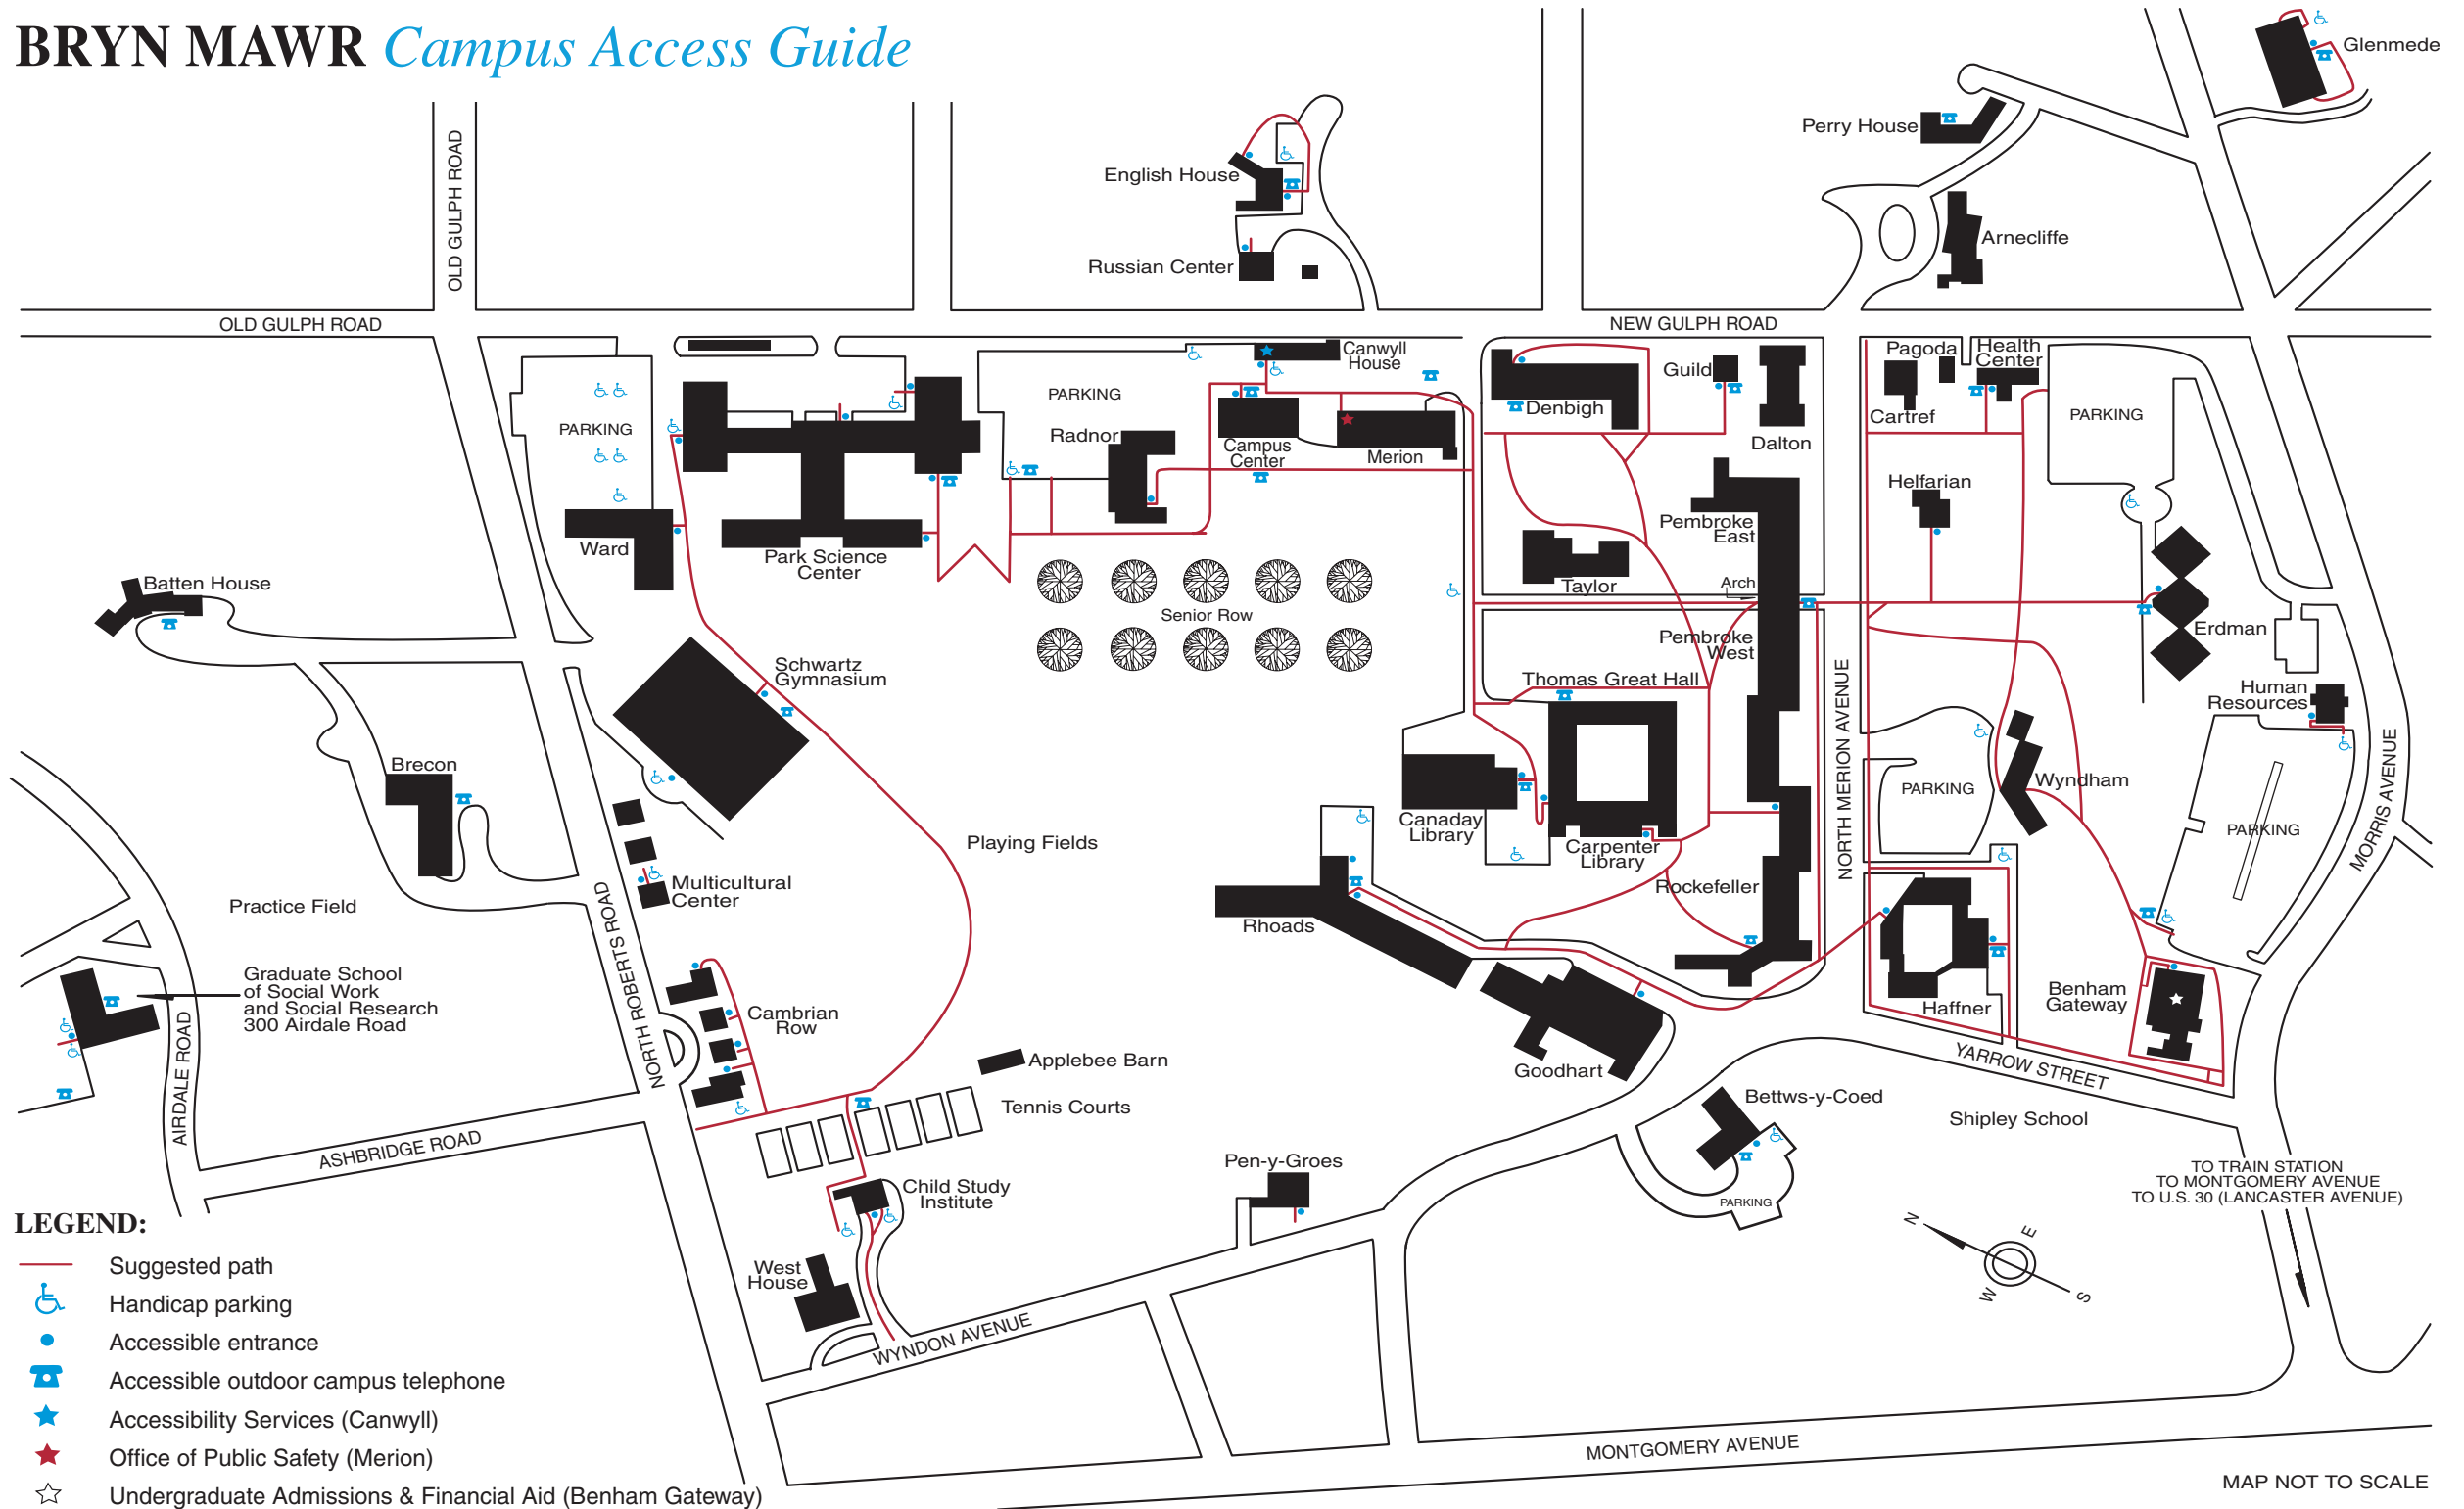 BRYN MAWR Campus Access Guide
Glenmede
Perry House
OLD GULPH ROAD
English House
Arnecliffe
Russian Center
OLD GULPH ROAD
NEW GULPH ROAD
Canwyll
House
Pagoda
Health
Center
Guild
PARKING
Denbigh
Cartref
PARKING
PARKING
Radnor
Campus
Center
Merion
Dalton
Helfarian
Pembroke
East
Ward
Park Science
Center
Batten House
Taylor
Arch
Senior Row
Erdman
Pembroke
West
Schwartz
Gymnasium
Thomas Great Hall
Human
Resources
NORTH MERION AVENUE
Brecon
Wyndham
PARKING
MORRIS AVENUE
Canaday
Library
PARKING
Playing Fields
Carpenter
Library
Multicultural
Center
Rockefeller
Practice Field
Rhoads
NORTH ROBERTS ROAD
Graduate School
of Social Work
and Social Research
300 Airdale Road
Benham
Gateway
Haffner
Cambrian
Row
AIRDALE ROAD
Applebee Barn
Goodhart
YARROW STREET
Bettws-y-Coed
Tennis Courts
Shipley School
ASHBRIDGE ROAD
Pen-y-Groes
TO TRAIN STATION
TO MONTGOMERY AVENUE
TO U.S. 30 (LANCASTER AVENUE)
Child Study
Institute
PARKING
N
E
W
S
West
House
WYNDON AVENUE
MONTGOMERY AVENUE
LEGEND:
Suggested path
Handicap parking
Accessible entrance
Accessible outdoor campus telephone
Accessibility Services (Canwyll)
Office of Public Safety (Merion)
Undergraduate Admissions & Financial Aid (Benham Gateway)
MAP NOT TO SCALE